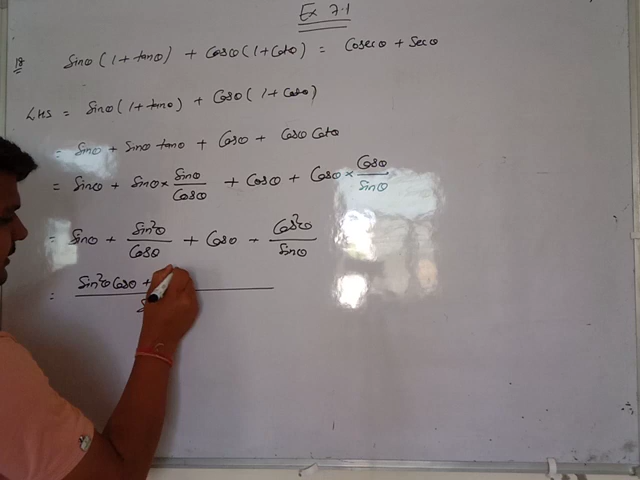 Ex 7.1
18 Sinθ (1 + tanθ) + Cosθ (1 + Cotθ) = Cosecθ + Secθ
LHS = Sinθ (1 + tanθ) + Cosθ (1 + Cotθ)
= Sinθ + Sinθ tanθ + Cosθ + Cosθ Cotθ
= Sinθ + Sinθ × Sinθ/Cosθ + Cosθ + Cosθ × Cosθ/Sinθ
= Sinθ + Sin²θ/Cosθ + Cosθ + Cos²θ/Sinθ
= Sin²θ Cosθ +